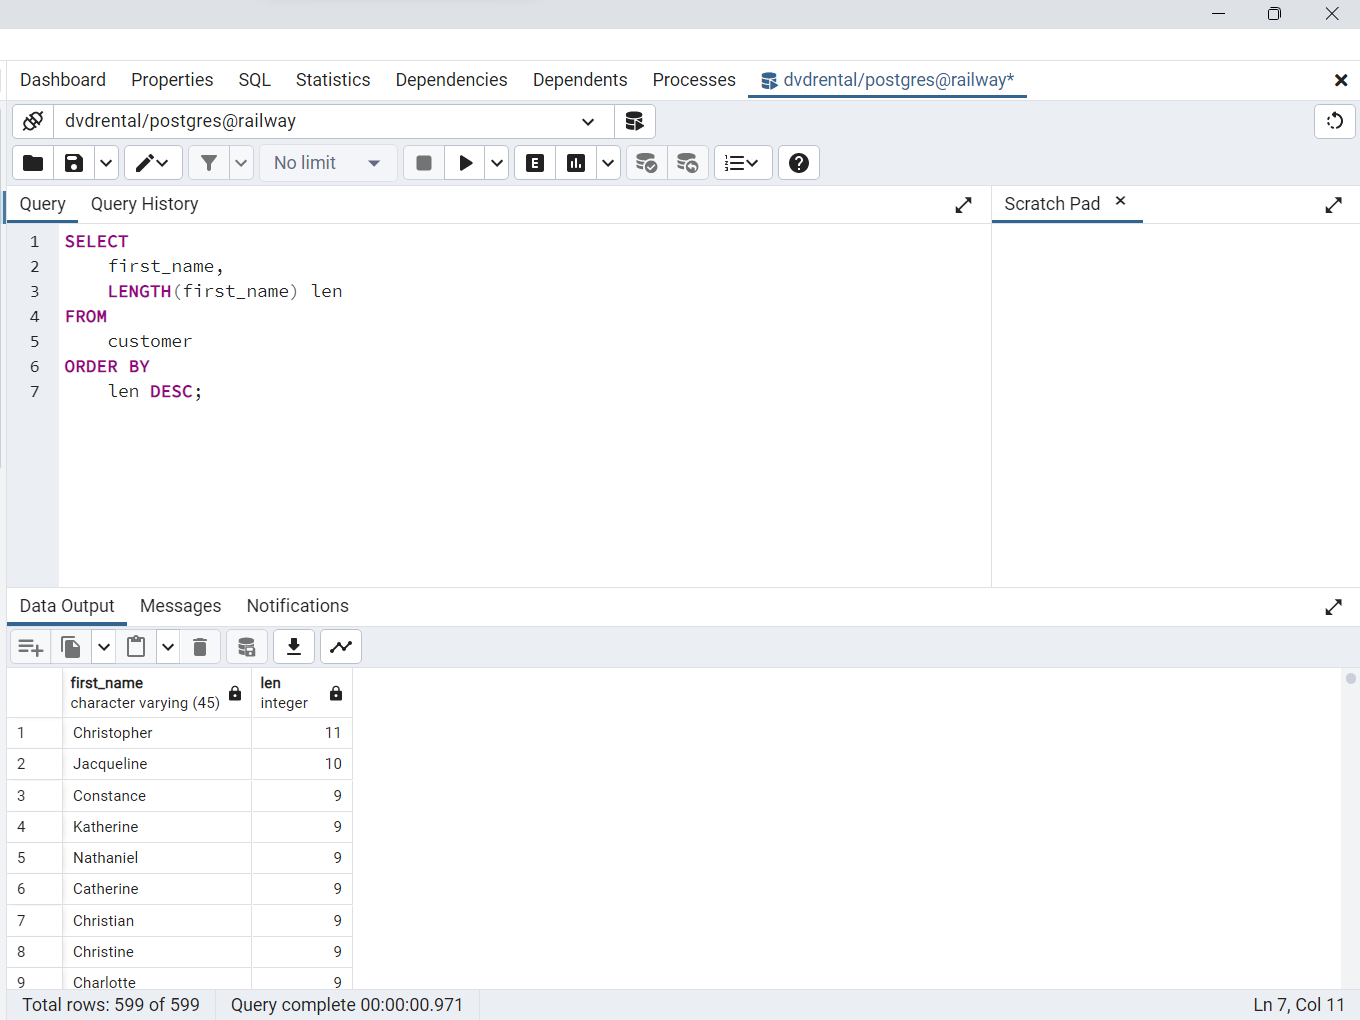 Dashboard Properties SQL Statistics Dependencies Dependents Processes dvdrental/postgres@railway*
dvdrental/postgres@railway
No limit E
Query Query History Scratch Pad
1 SELECT
2 first_name,
3 LENGTH(first_name) len
4 FROM
5 customer
6 ORDER BY
7 len DESC;
Data Output Messages Notifications
first_name len
character varying (45) integer
1 Christopher 11
2 Jacqueline 10
3 Constance 9
4 Katherine 9
5 Nathaniel 9
6 Catherine 9
7 Christian 9
8 Christine 9
9 Charlotte 9
Total rows: 599 of 599 Query complete 00:00:00.971 Ln 7, Col 11